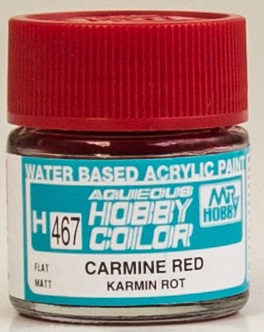 WATER BASED ACRYLIC PAINT
AQUEOUS
HOBBY
COLOR
MR
HOBBY
H 467
FLAT
MATT
CARMINE RED
KARMIN ROT